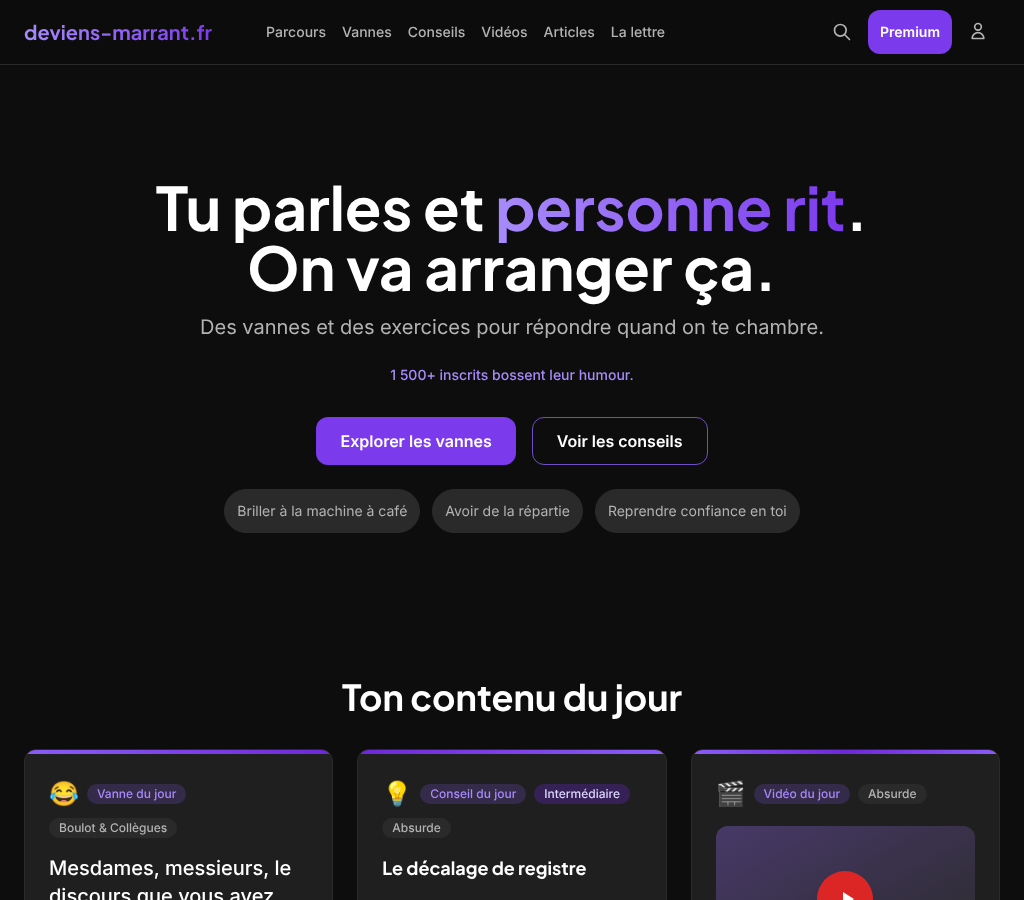 deviens-marrant.fr
Parcours
Vannes
Conseils
Vidéos
Articles
La lettre
Premium
Tu parles et personne rit.
On va arranger ça.
Des vannes et des exercices pour répondre quand on te chambre.
1 500+ inscrits bossent leur humour.
Explorer les vannes
Voir les conseils
Briller à la machine à café
Avoir de la répartie
Reprendre confiance en toi
Ton contenu du jour
Vanne du jour
Boulot & Collègues
Mesdames, messieurs, le
discours que vous avez
Conseil du jour
Intermédiaire
Absurde
Le décalage de registre
Vidéo du jour
Absurde